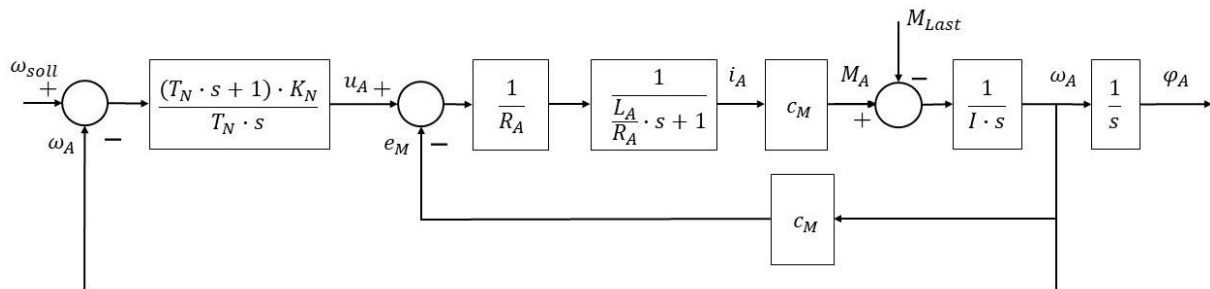 M_Last
ω_soll
+
−
ω_A
(T_N · s + 1) · K_N
T_N · s
u_A +
−
e_M
1
R_A
1
L_A
R_A
· s + 1
i_A
c_M
M_A
+
−
1
I · s
ω_A
1
s
φ_A
c_M